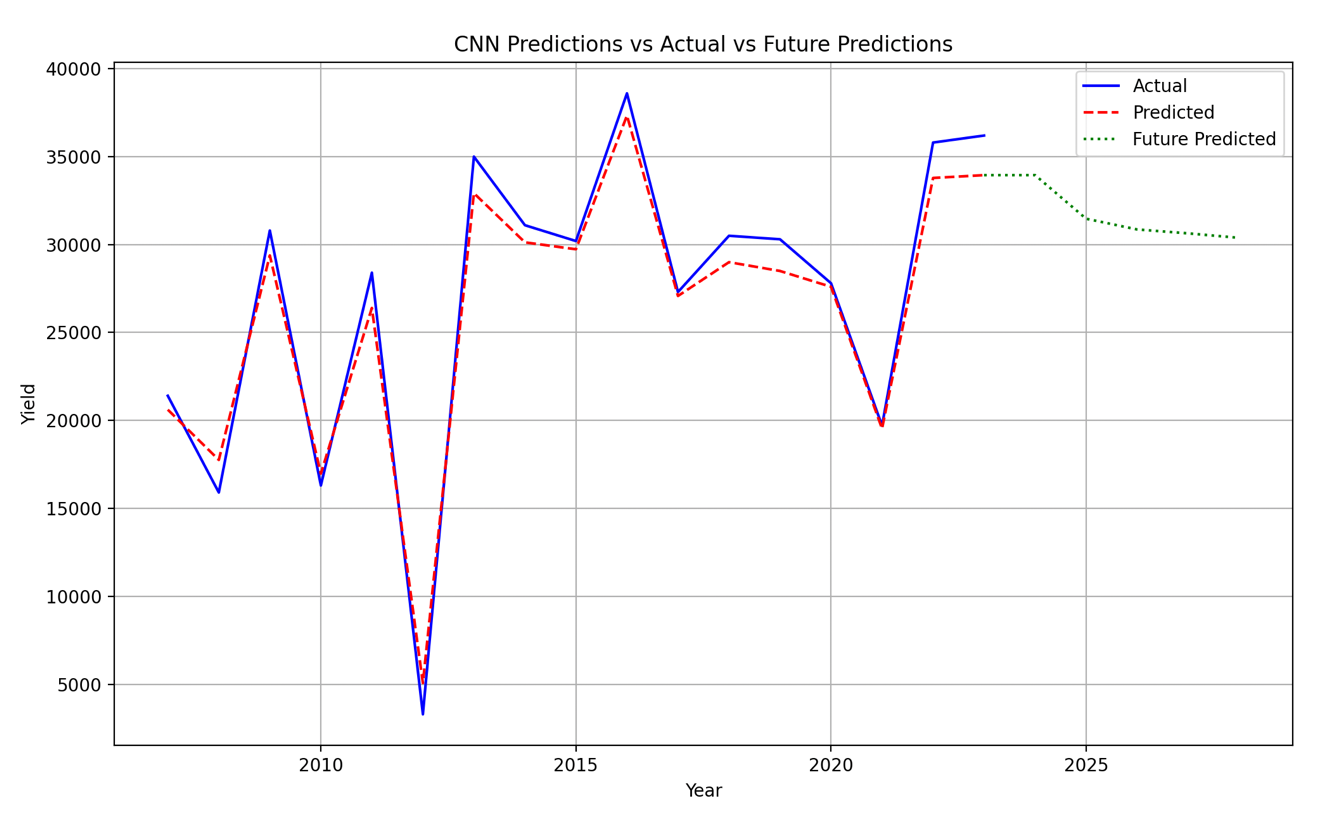 CNN Predictions vs Actual vs Future Predictions
40000
35000
30000
25000
20000
15000
10000
5000
Yield
Actual
Predicted
Future Predicted
2010 2015 2020 2025
Year